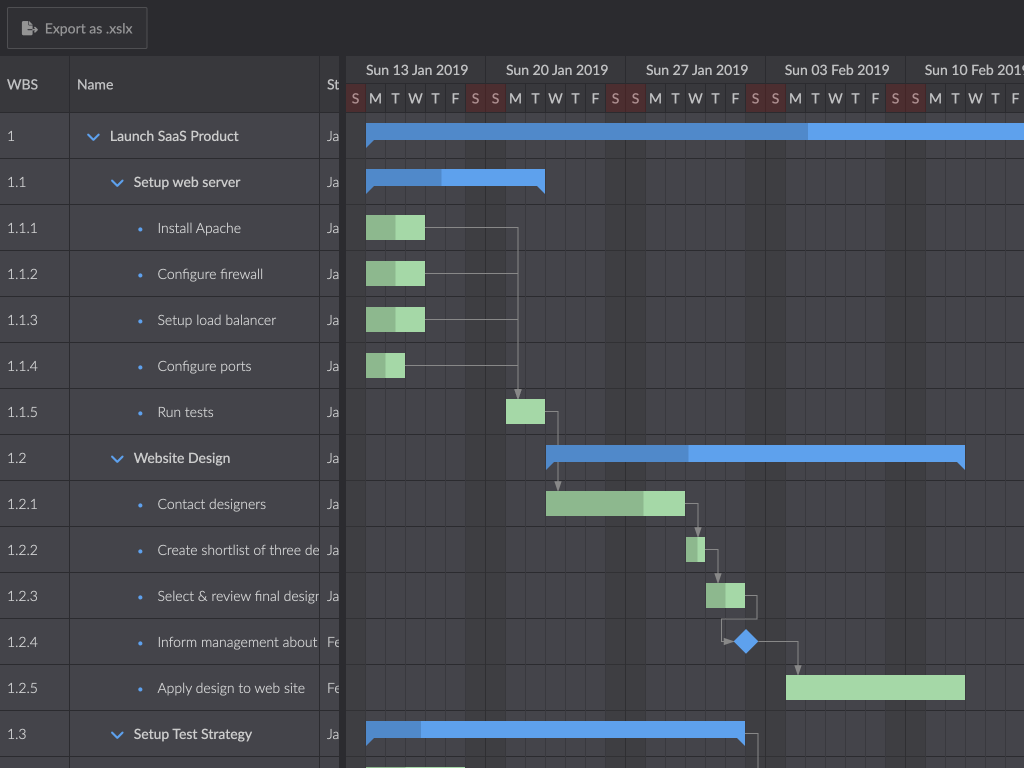 Export as .xslx
WBS Name St
Sun 13 Jan 2019 Sun 20 Jan 2019 Sun 27 Jan 2019 Sun 03 Feb 2019 Sun 10 Feb 2019
S M T W T F S S M T W T F S S M T W T F S S M T W T F S S M T W T F
1 Launch SaaS Product Ja
1.1 Setup web server Ja
1.1.1 Install Apache Ja
1.1.2 Configure firewall Ja
1.1.3 Setup load balancer Ja
1.1.4 Configure ports Ja
1.1.5 Run tests Ja
1.2 Website Design Ja
1.2.1 Contact designers Ja
1.2.2 Create shortlist of three de Ja
1.2.3 Select & review final design Ja
1.2.4 Inform management about Fe
1.2.5 Apply design to web site Fe
1.3 Setup Test Strategy Ja